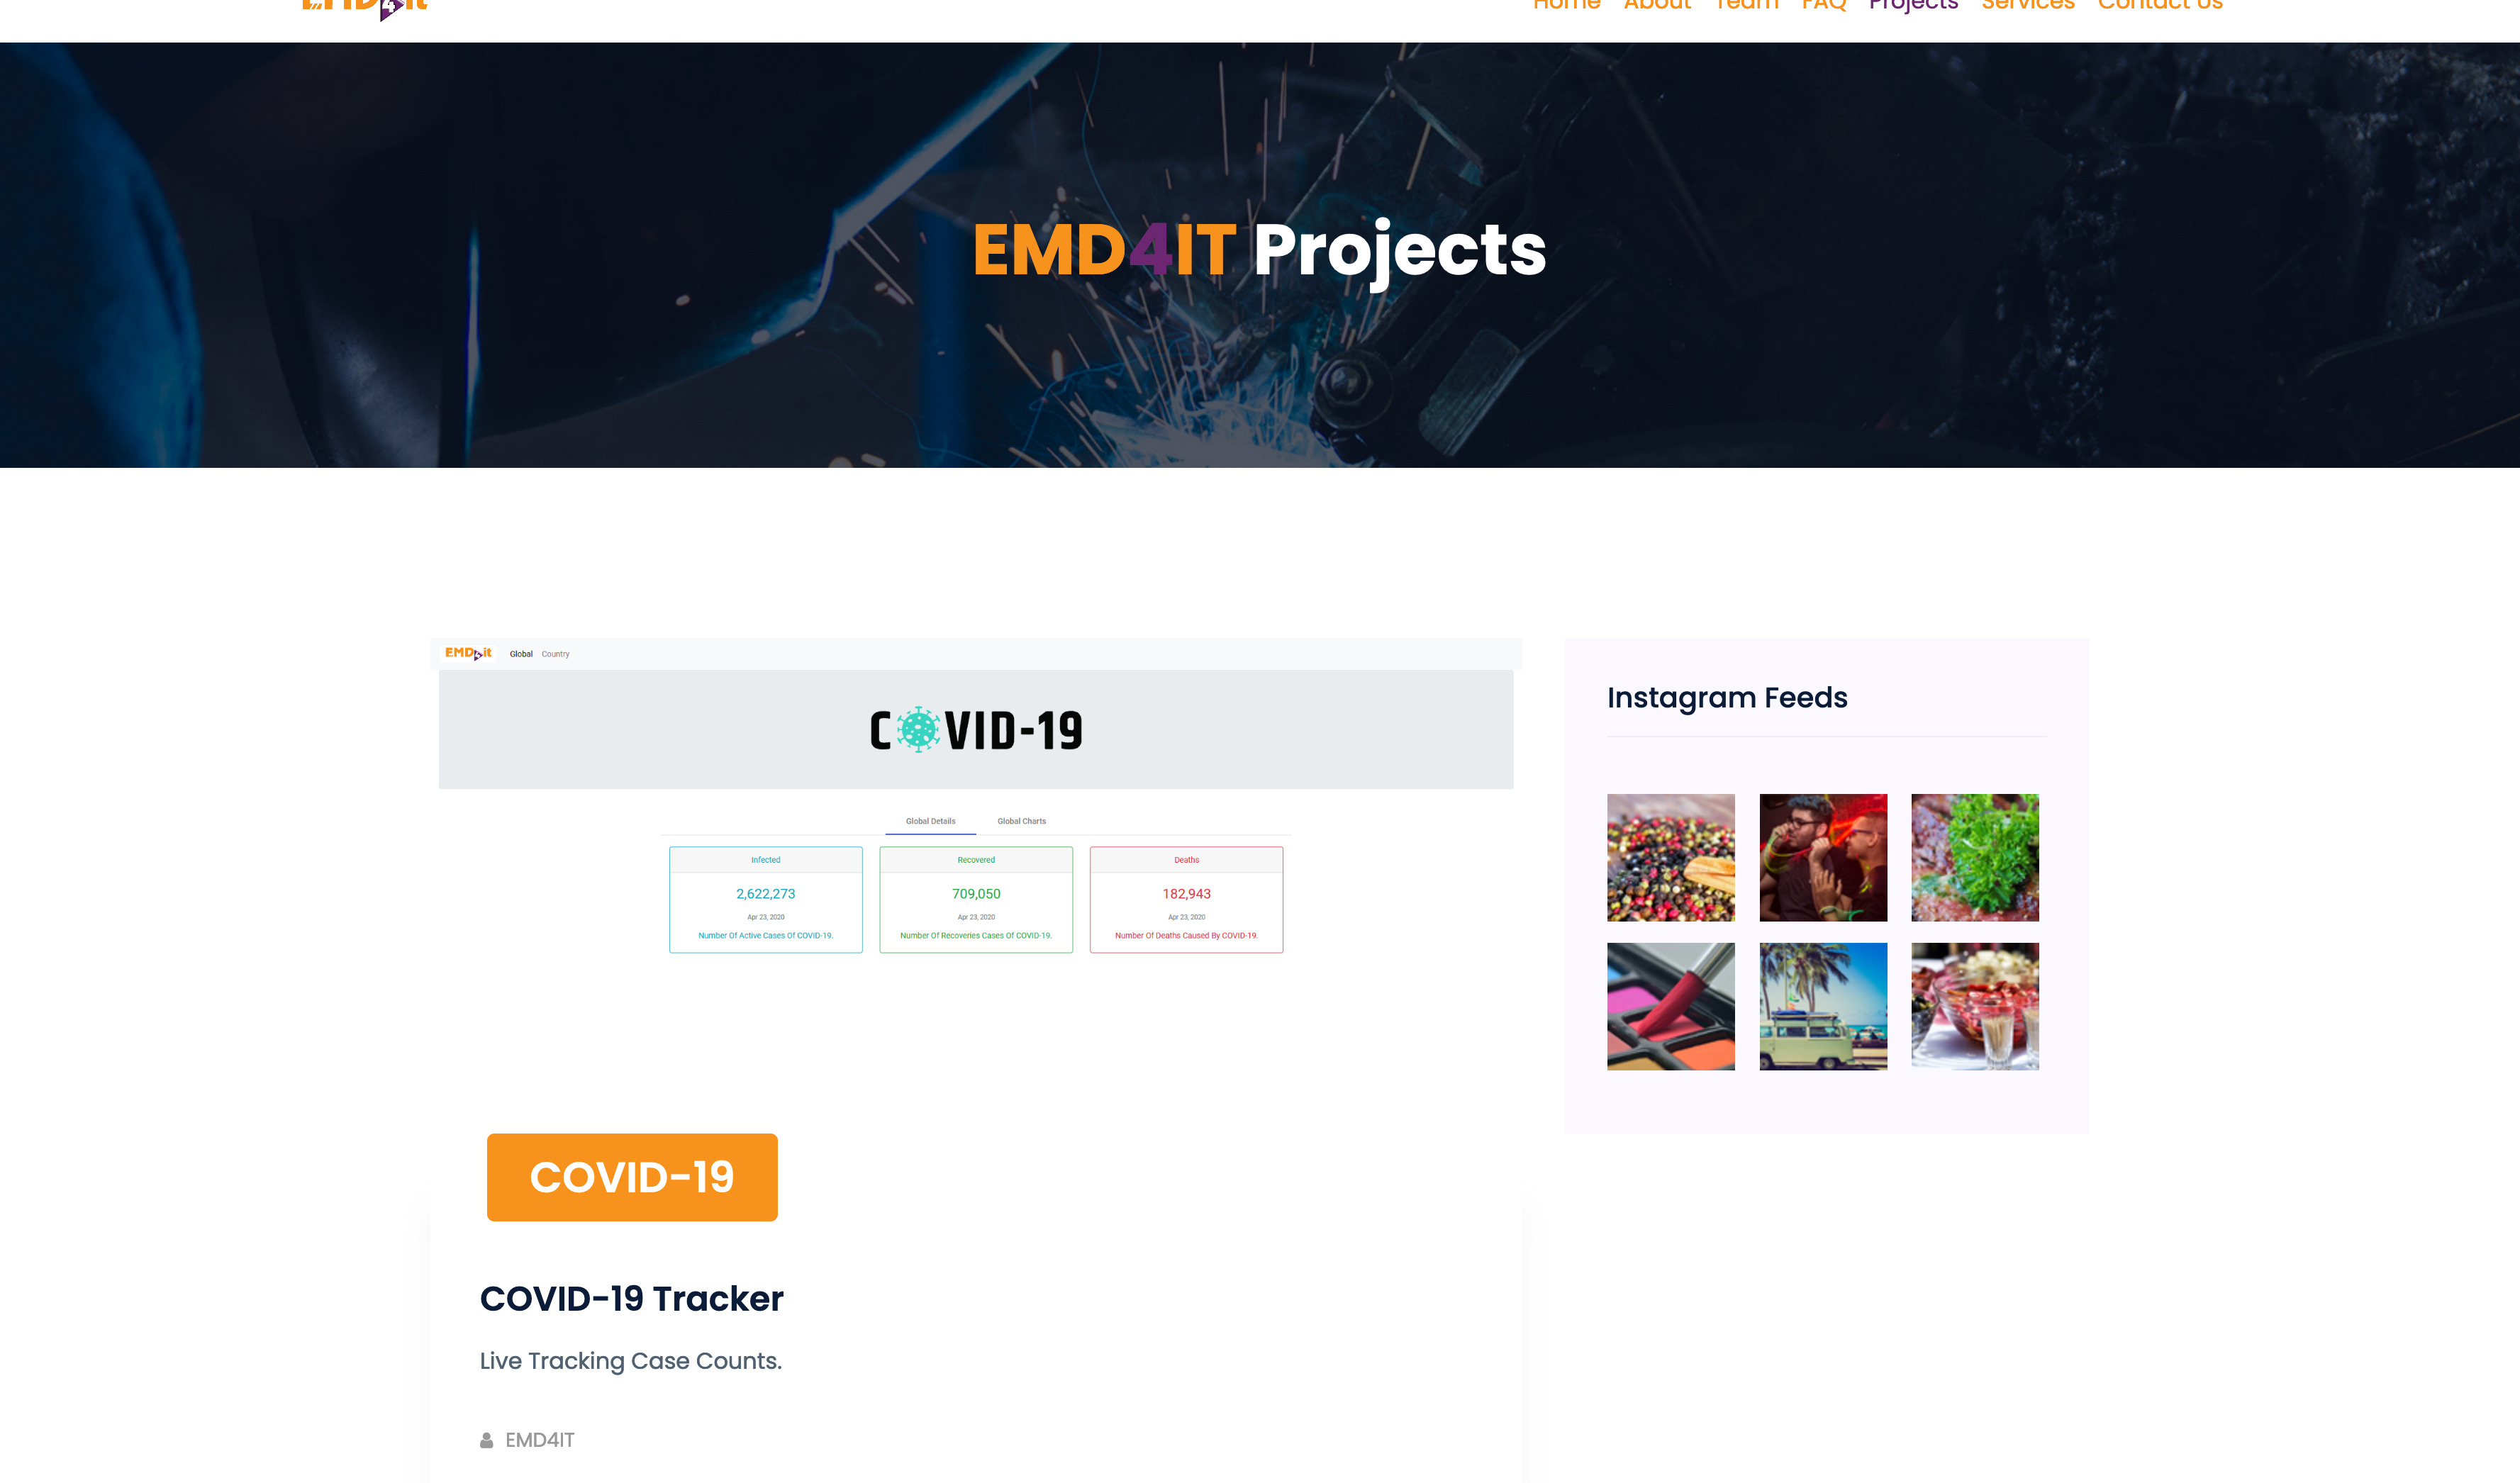 EMD4it
Home About Team FAQ Projects Services Contact Us
EMD4IT Projects
EMD4it Global Country
COVID-19
Global Details Global Charts
Infected
2,622,273
Apr 23, 2020
Number Of Active Cases Of COVID-19.
Recovered
709,050
Apr 23, 2020
Number Of Recoveries Cases Of COVID-19.
Deaths
182,943
Apr 23, 2020
Number Of Deaths Caused By COVID-19.
Instagram Feeds
COVID-19
COVID-19 Tracker
Live Tracking Case Counts.
EMD4IT